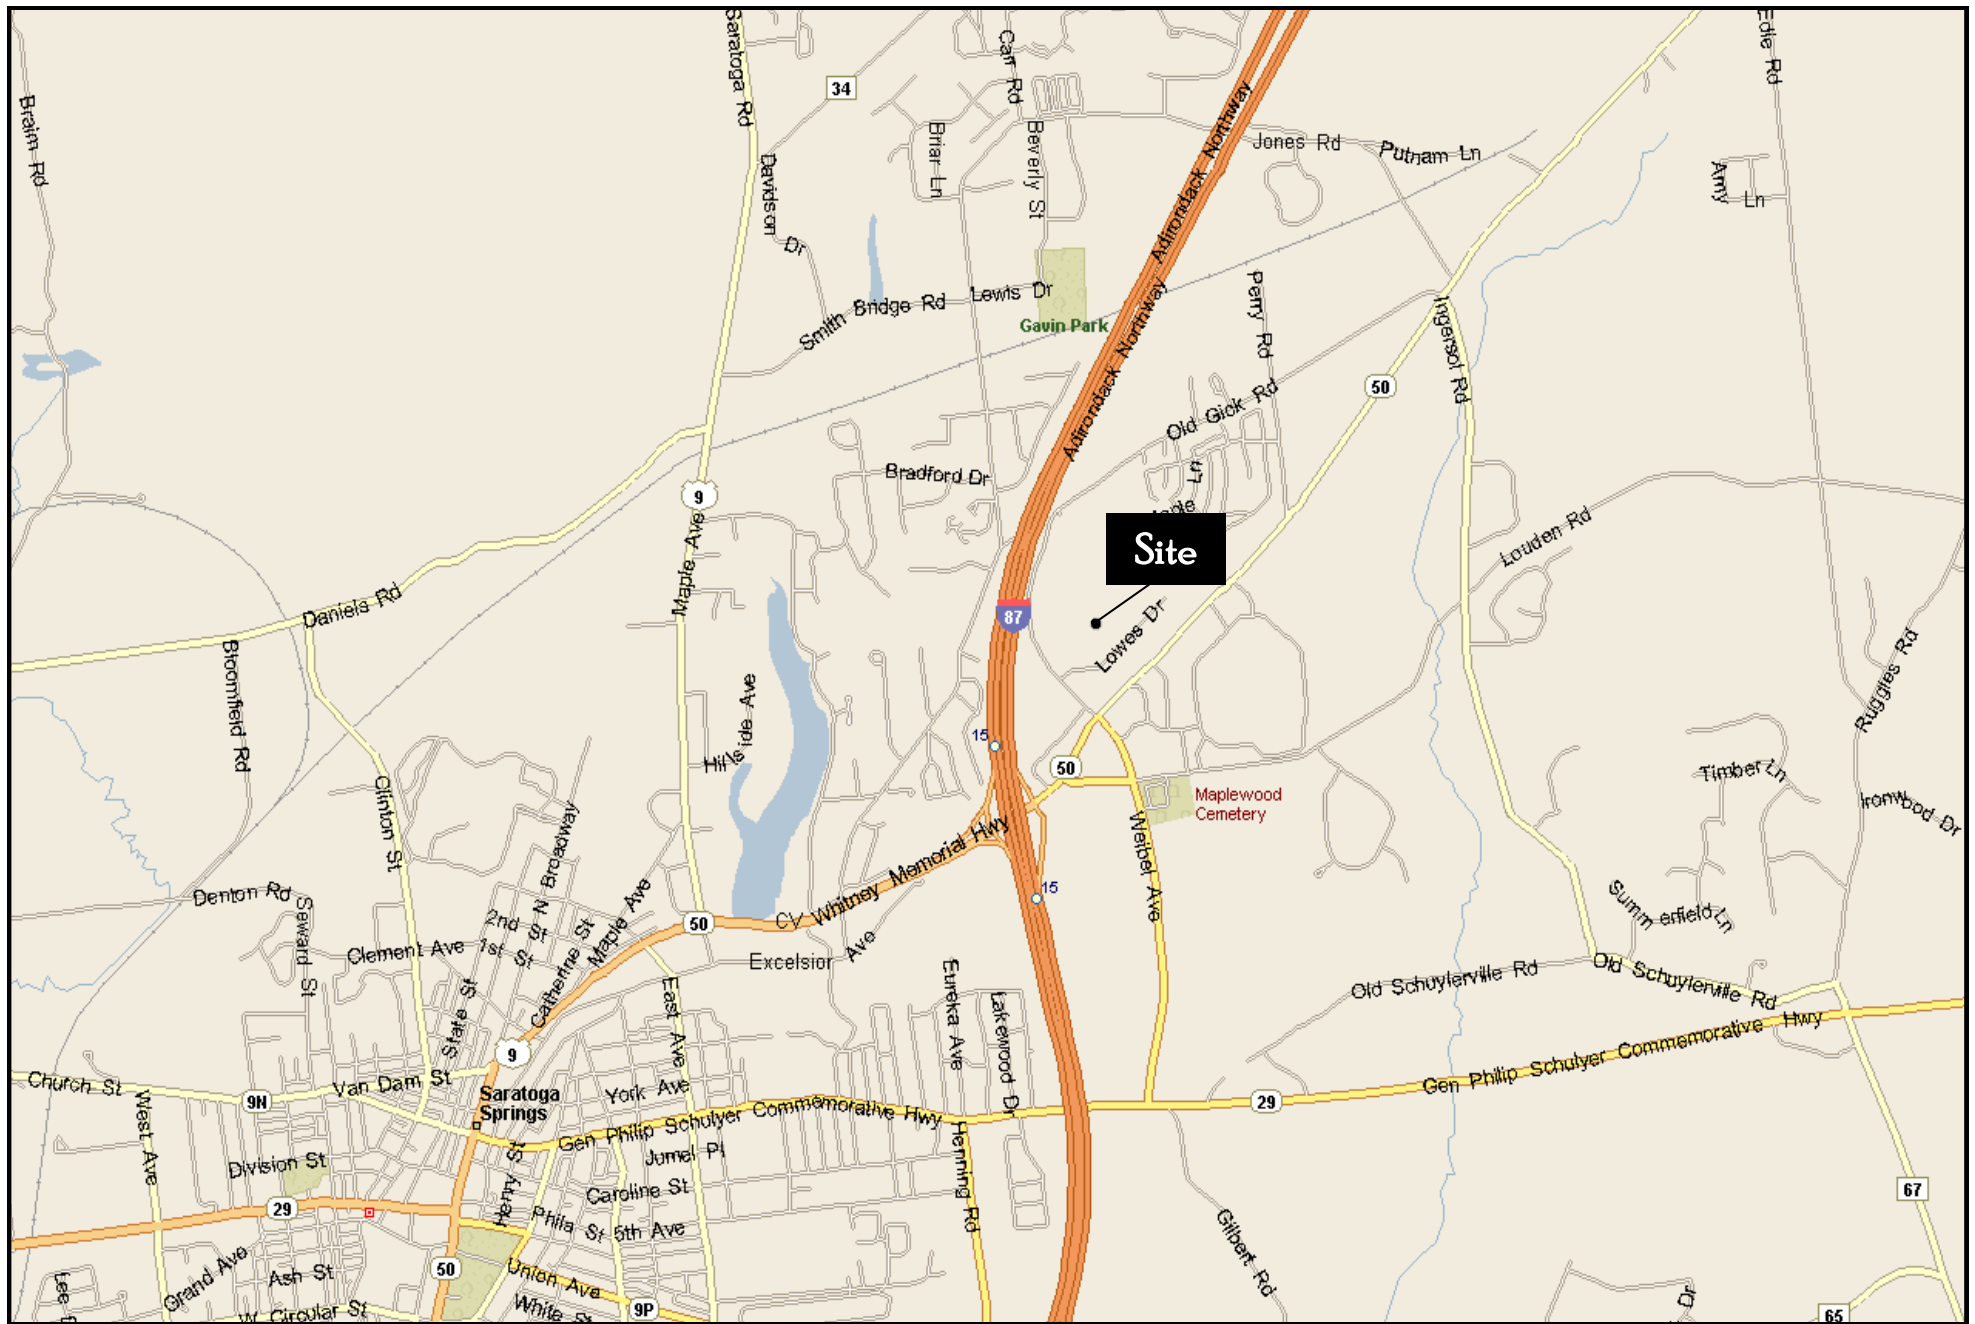 Saratoga Rd
Carr Rd
Edie Rd
34
Braim Rd
Briar Ln
Beverly St
Adirondack Northway
Jones Rd
Putnam Ln
Davidson Dr
Amy Ln
Adirondack Northway
Smith Bridge Rd
Lewis Dr
Gavin Park
Perry Rd
Ingersol Rd
50
Old Gick Rd
Bradford Dr
Ln
9
Maple Ave
Louden Rd
Site
Daniels Rd
87
Lowes Dr
Bloomfield Rd
Hillside Ave
Ruggles Rd
15
50
Timber Ln
Ironwood Dr
Clinton St
Maplewood
Cemetery
N Broadway
CV Whitney Memorial Hwy
Weibel Ave
Denton Rd
Seward St
2nd St
1st St
Clement Ave
Catherine St
Maple Ave
50
15
Summerfield Ln
Excelsior Ave
State St
East Ave
Eureka Ave
Lakewood Dr
Old Schuylerville Rd
Old Schuylerville Rd
9
Church St
Van Dam St
9N
Saratoga
Springs
York Ave
Gen Philip Schulyer Commemorative Hwy
29
Gen Philip Schulyer Commemorative Hwy
West Ave
Division St
Henry St
Jumel Pl
Henning Rd
Caroline St
67
29
Phila St
5th Ave
Gilbert Rd
Grand Ave
Ash St
50
Union Ave
Lee
W Circular St
White St
9P
Dr
65